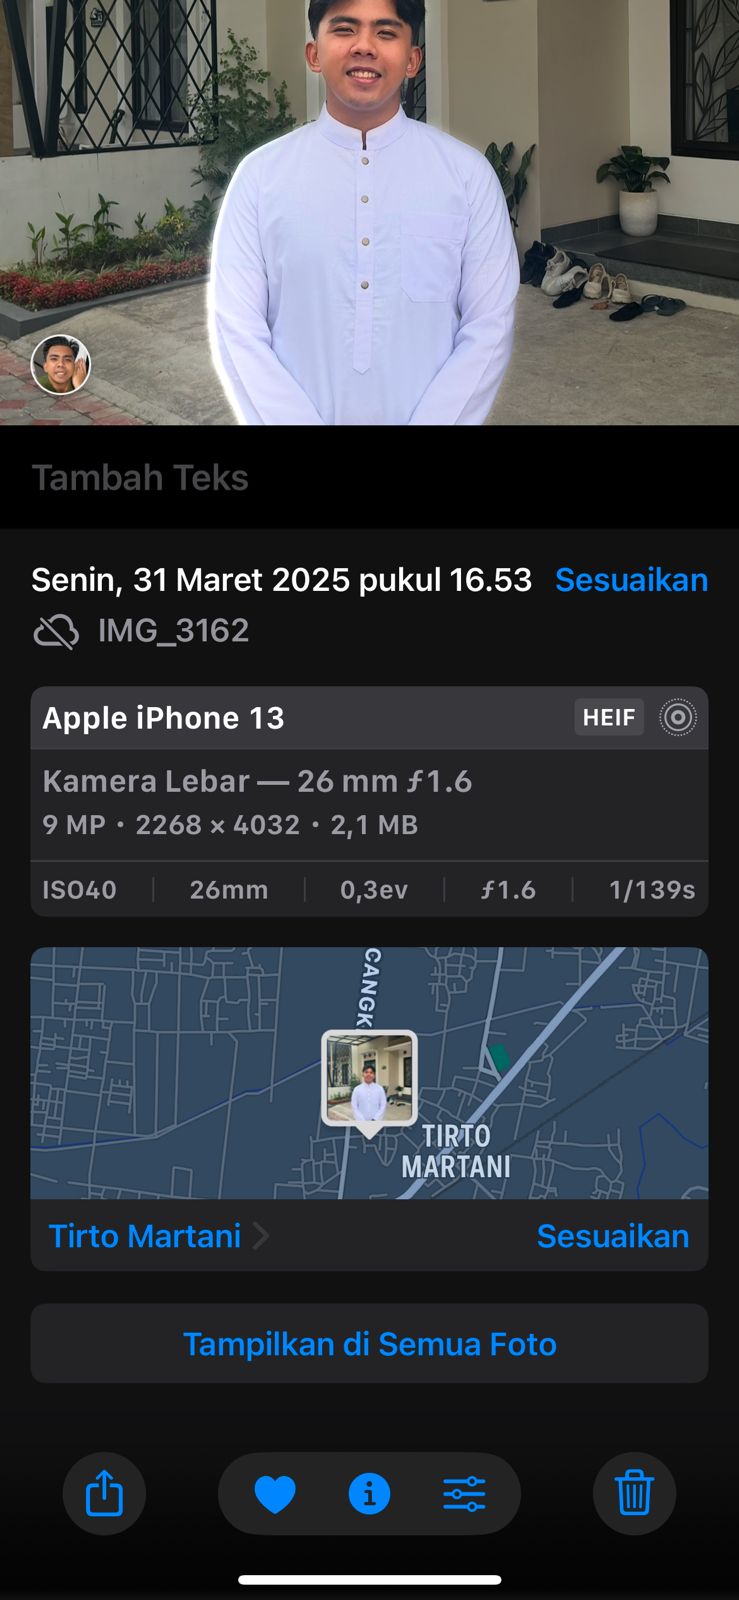 Tambah Teks
Senin, 31 Maret 2025 pukul 16.53 Sesuaikan
IMG_3162
Apple iPhone 13 HEIF
Kamera Lebar — 26 mm ƒ1.6
9 MP • 2268 × 4032 • 2,1 MB
ISO40 26mm 0,3ev ƒ1.6 1/139s
CANGK
TIRTO
MARTANI
Tirto Martani Sesuaikan
Tampilkan di Semua Foto